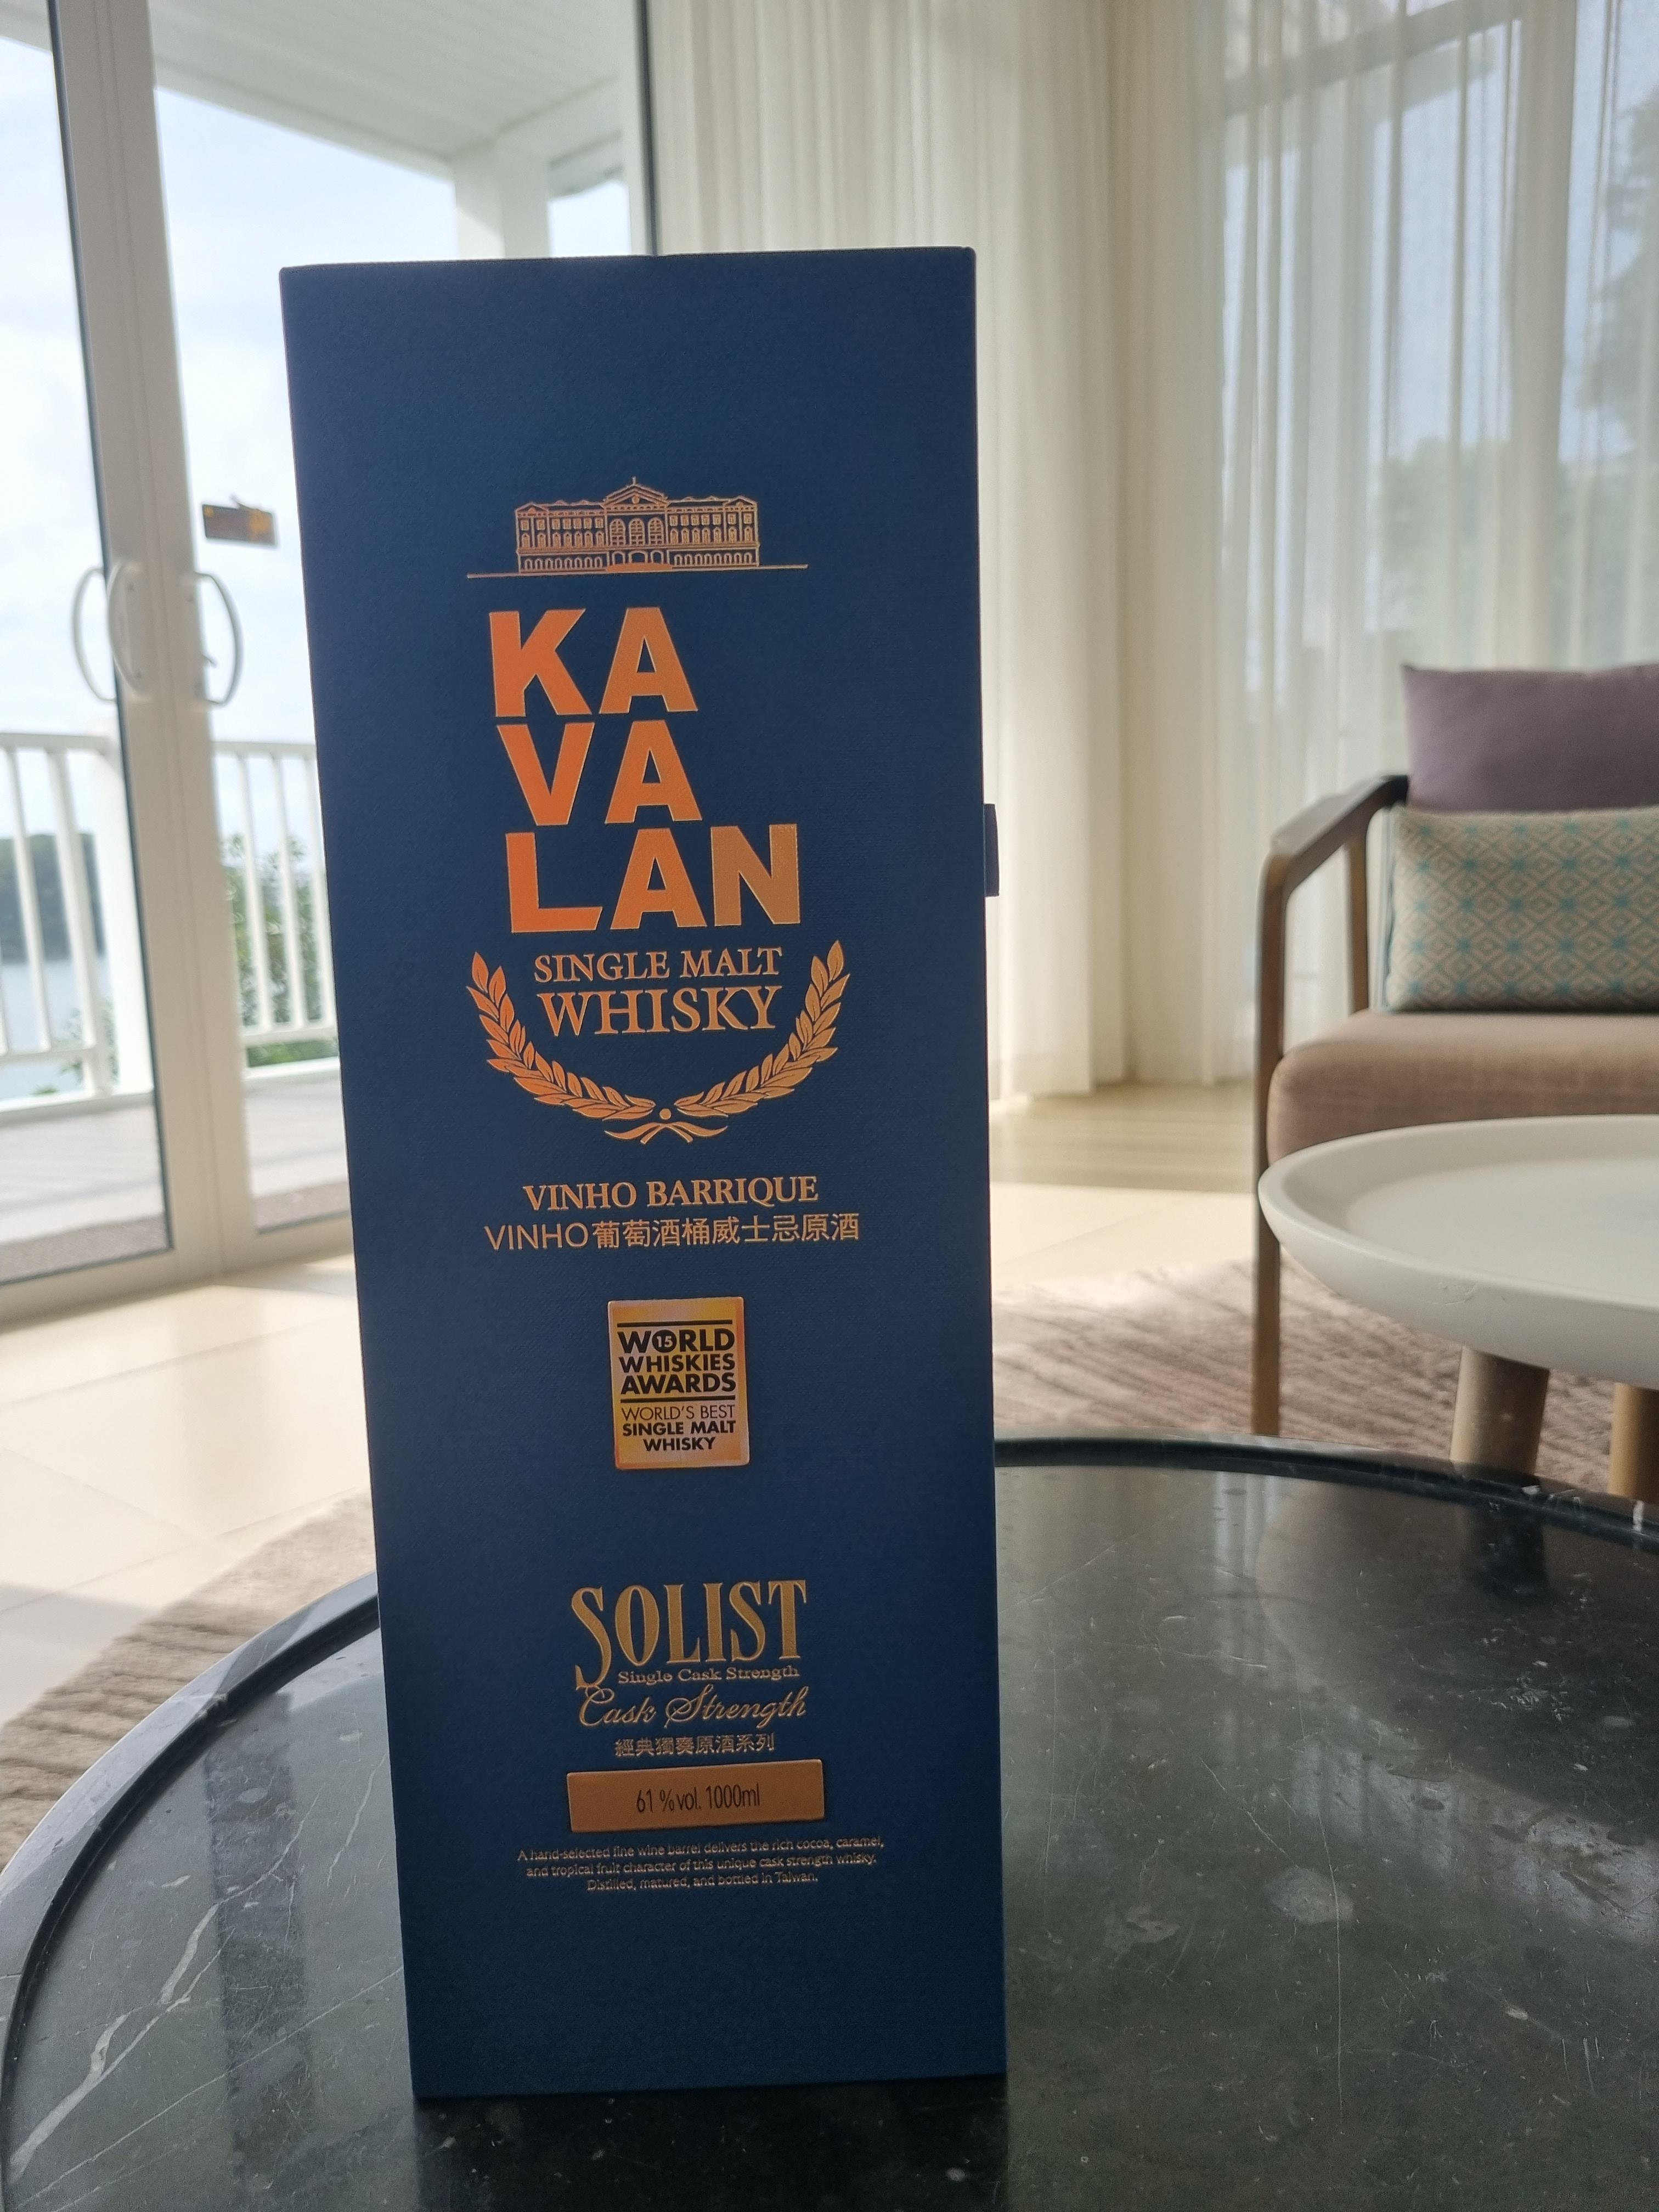 KA
VA
LAN
SINGLE MALT
WHISKY
VINHO BARRIQUE
VINHO葡萄酒桶威士忌原酒
WORLD
15
WHISKIES
AWARDS
WORLD'S BEST
SINGLE MALT
WHISKY
SOLIST
Single Cask Strength
Cask Strength
經典獨奏原酒系列
61 %vol. 1000ml
A hand-selected fine wine barrel delivers the rich cocoa, caramel,
and tropical fruit character of this unique cask strength whisky.
Distilled, matured, and bottled in Taiwan.